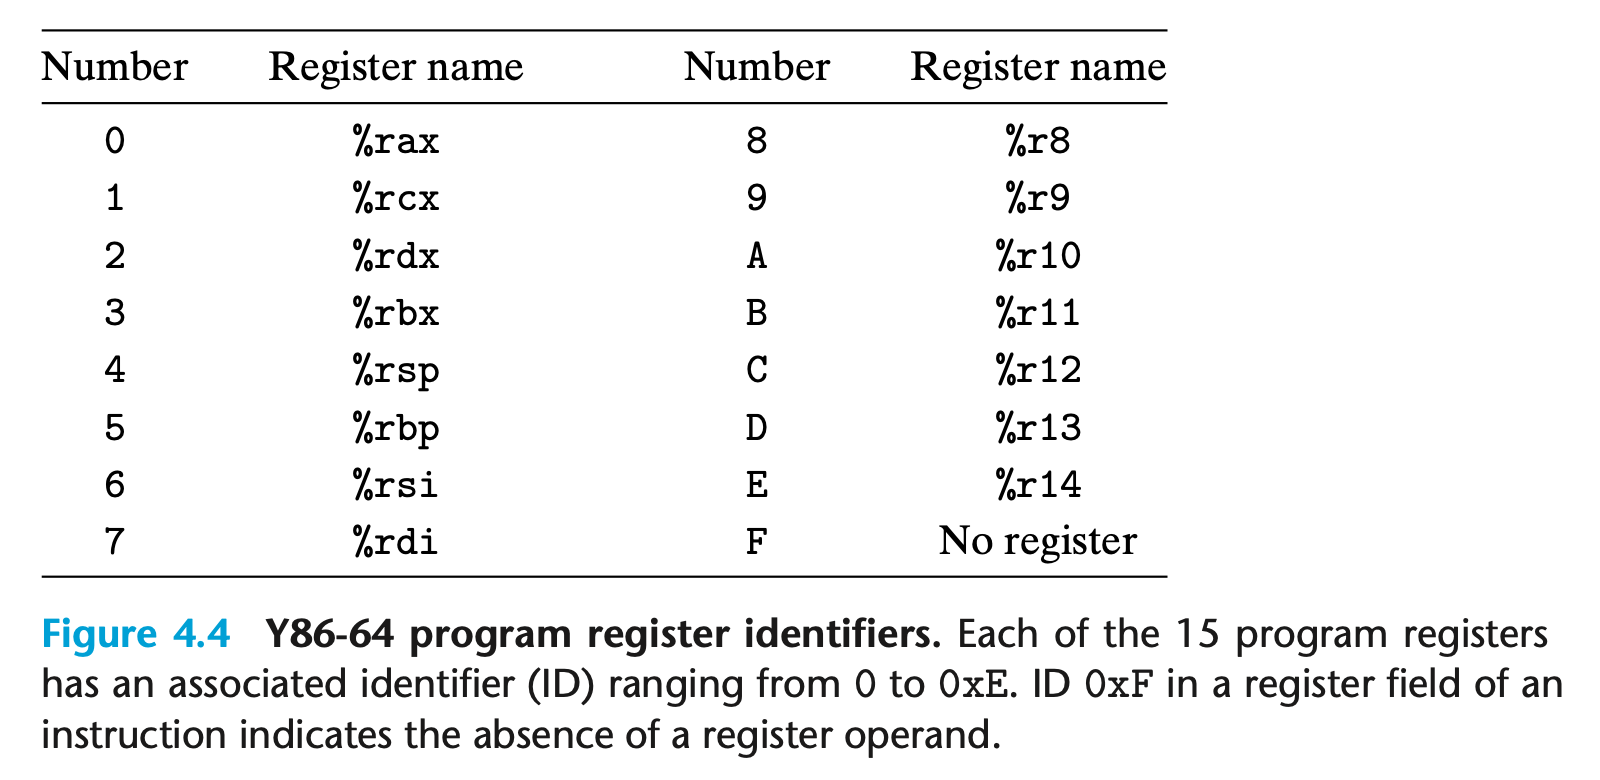 Number Register name Number Register name
0 %rax 8 %r8
1 %rcx 9 %r9
2 %rdx A %r10
3 %rbx B %r11
4 %rsp C %r12
5 %rbp D %r13
6 %rsi E %r14
7 %rdi F No register
Figure 4.4 Y86-64 program register identifiers. Each of the 15 program registers
has an associated identifier (ID) ranging from 0 to 0xE. ID 0xF in a register field of an
instruction indicates the absence of a register operand.